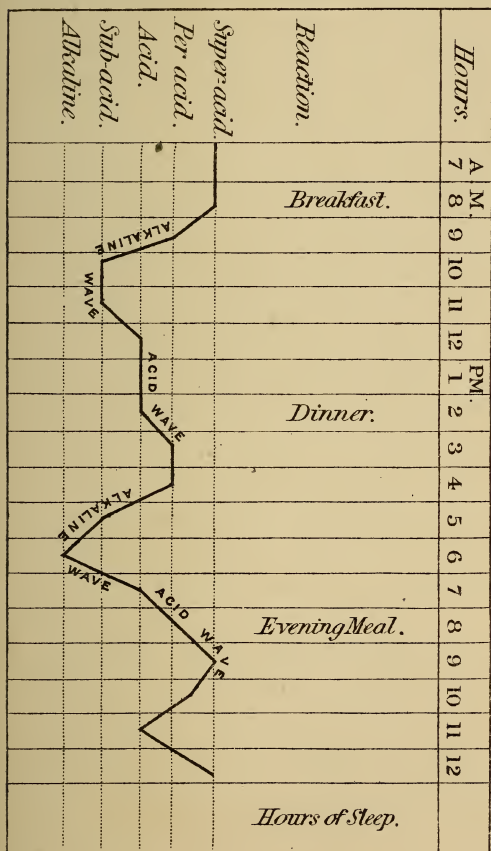 Hours.
A. M.
7
8
9
10
11
12
PM.
1
2
3
4
5
6
7
8
9
10
11
12
Reaction.
Breakfast.
Dinner.
Evening Meal.
Hours of Sleep.
Super-acid
Per acid.
Acid.
Sub-acid.
Alkaline.
ALKALINE
WAVE
ACID
WAVE
ALKALINE
WAVE
ACID WAVE